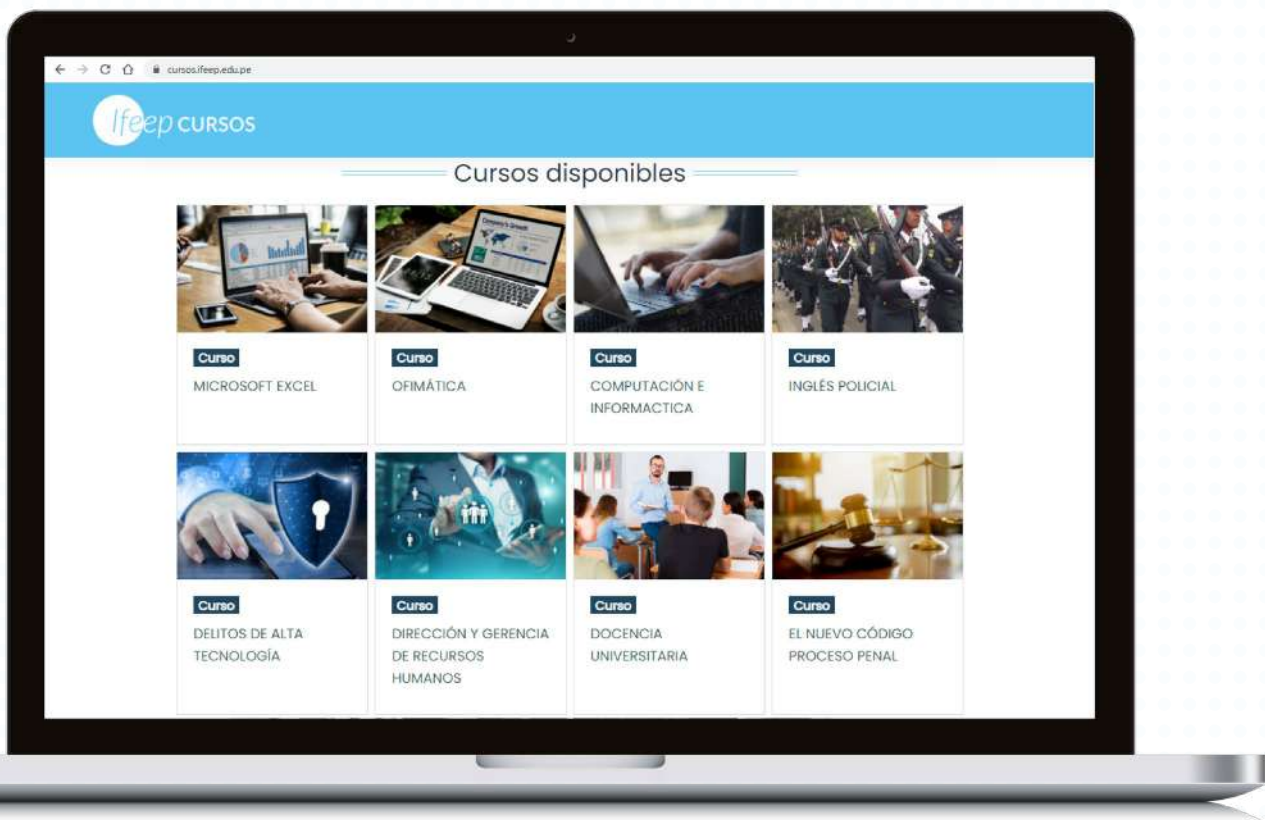 cursos.ifeep.edu.pe
Ifeep CURSOS
Cursos disponibles
Company's Growth
Curso
MICROSOFT EXCEL
Curso
OFIMÁTICA
Curso
COMPUTACIÓN E
INFORMACTICA
Curso
INGLÉS POLICIAL
Curso
DELITOS DE ALTA
TECNOLOGÍA
Curso
DIRECCIÓN Y GERENCIA
DE RECURSOS
HUMANOS
Curso
DOCENCIA
UNIVERSITARIA
Curso
EL NUEVO CÓDIGO
PROCESO PENAL